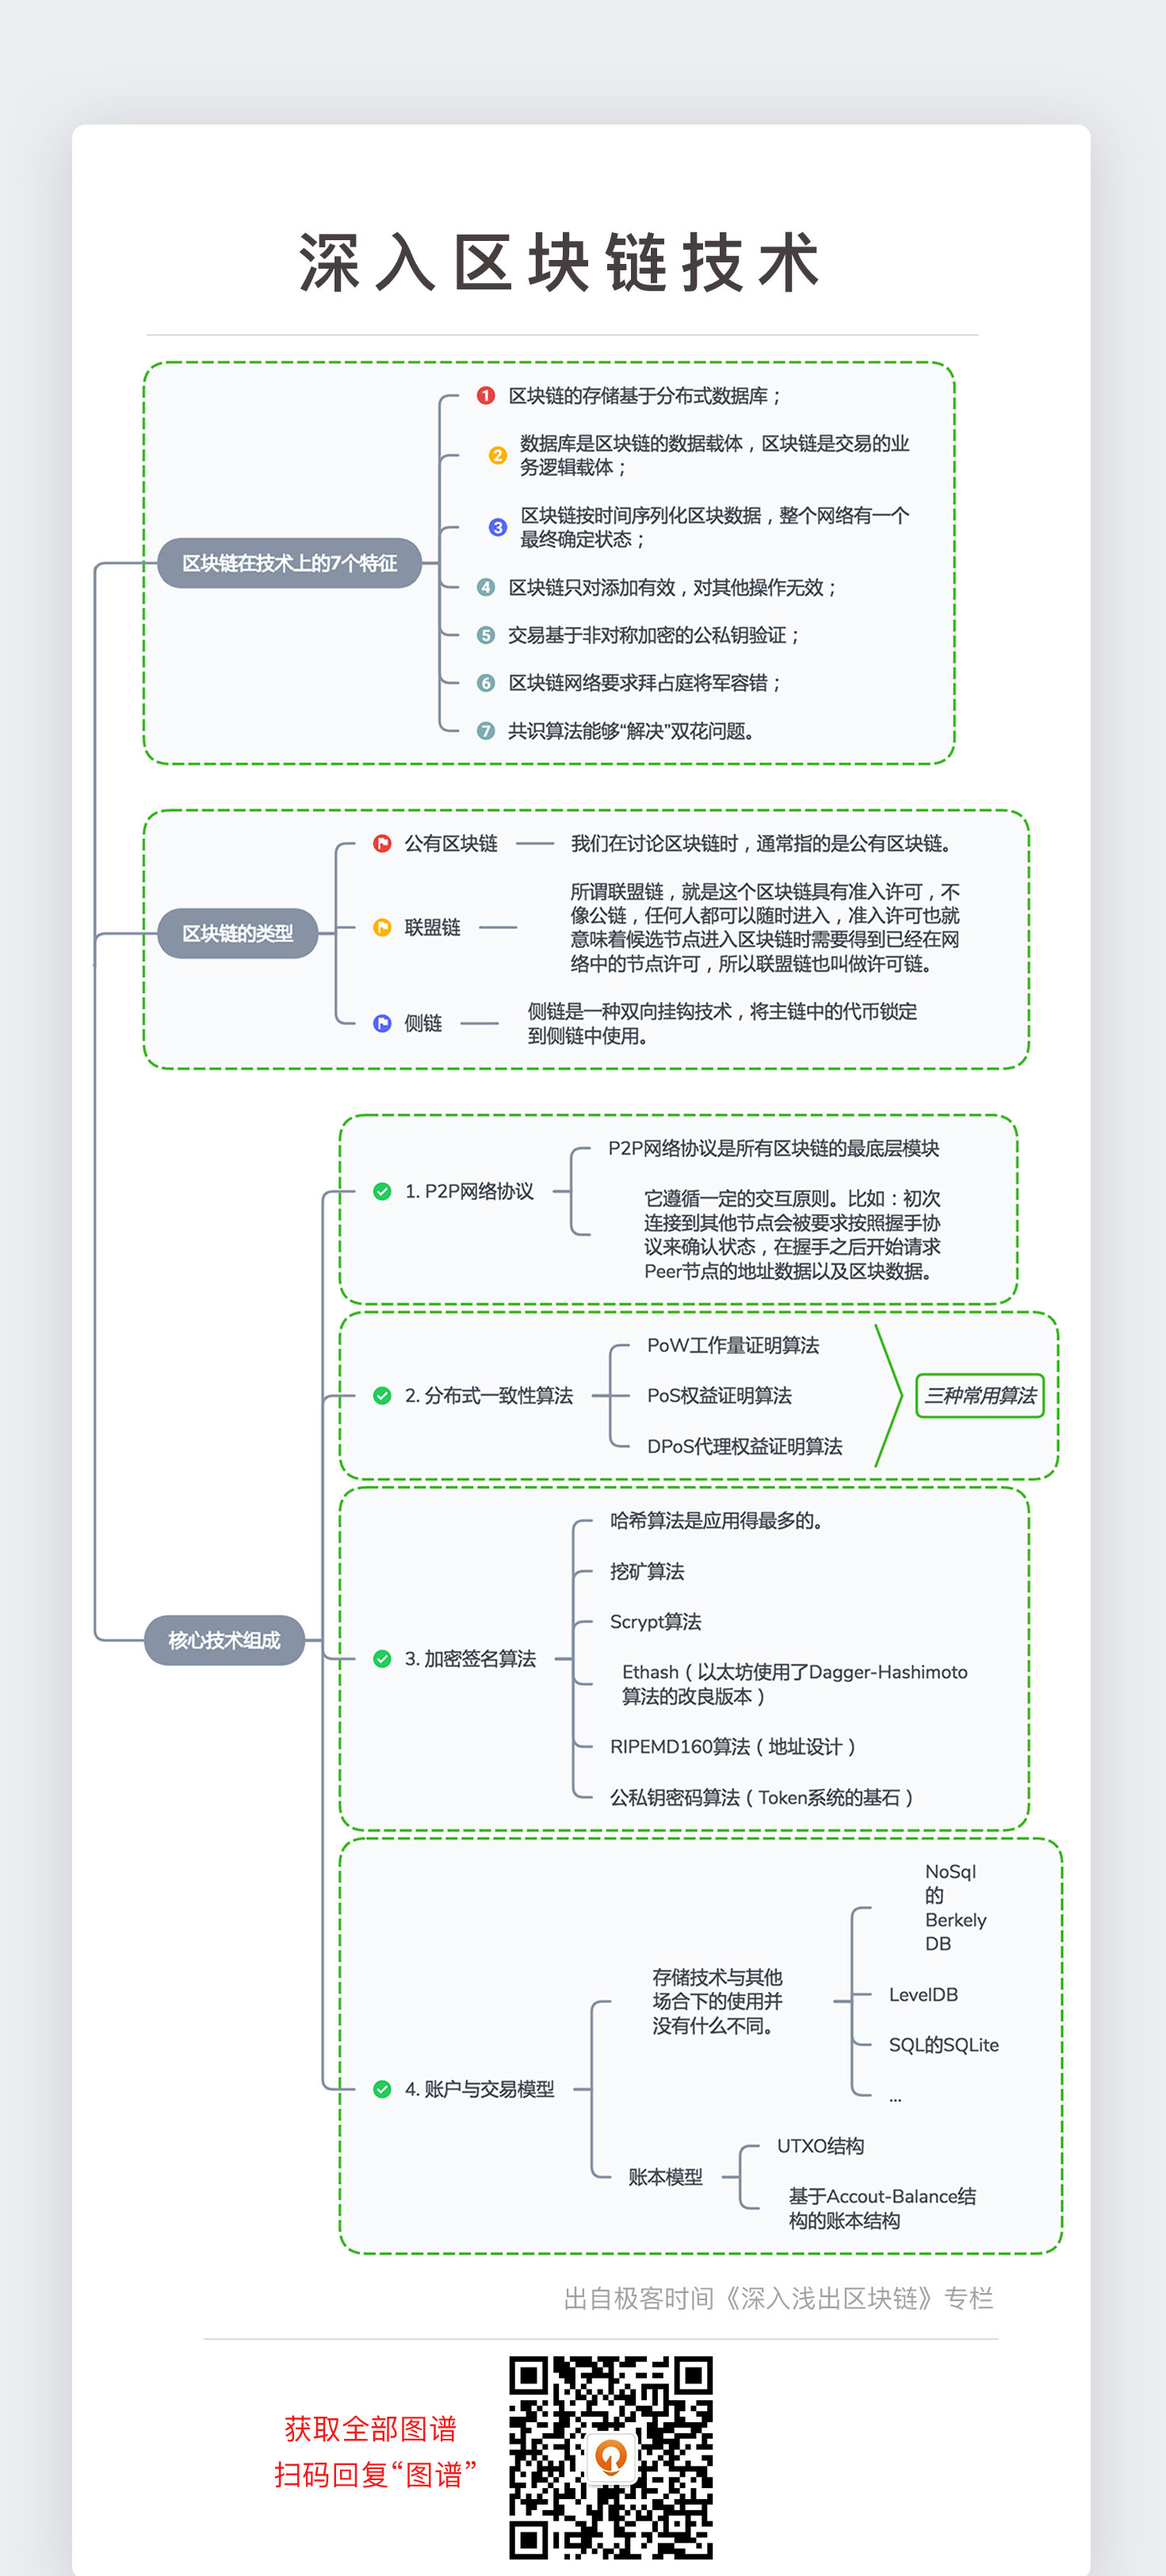 深入区块链技术
区块链在技术上的7个特征
1 区块链的存储基于分布式数据库；
2 数据库是区块链的数据载体，区块链是交易的业
务逻辑载体；
3 区块链按时间序列化区块数据，整个网络有一个
最终确定状态；
4 区块链只对添加有效，对其他操作无效；
5 交易基于非对称加密的公私钥验证；
6 区块链网络要求拜占庭将军容错；
7 共识算法能够“解决”双花问题。
区块链的类型
公有区块链
我们在讨论区块链时，通常指的是公有区块链。
联盟链
所谓联盟链，就是这个区块链具有准入许可，不
像公链，任何人都可以随时进入，准入许可也就
意味着候选节点进入区块链时需要得到已经在网
络中的节点许可，所以联盟链也叫做许可链。
侧链
侧链是一种双向挂钩技术，将主链中的代币锁定
到侧链中使用。
核心技术组成
1. P2P网络协议
P2P网络协议是所有区块链的最底层模块
它遵循一定的交互原则。比如：初次
连接到其他节点会被要求按照握手协
议来确认状态，在握手之后开始请求
Peer节点的地址数据以及区块数据。
2. 分布式一致性算法
PoW工作量证明算法
PoS权益证明算法
DPoS代理权益证明算法
三种常用算法
3. 加密签名算法
哈希算法是应用得最多的。
挖矿算法
Scrypt算法
Ethash（以太坊使用了Dagger-Hashimoto
算法的改良版本）
RIPEMD160算法（地址设计）
公私钥密码算法（Token系统的基石）
4. 账户与交易模型
存储技术与其他
场合下的使用并
没有什么不同。
NoSql
的
Berkely
DB
LevelDB
SQL的SQLite
...
账本模型
UTXO结构
基于Accout-Balance结
构的账本结构
出自极客时间《深入浅出区块链》专栏
获取全部图谱
扫码回复“图谱”